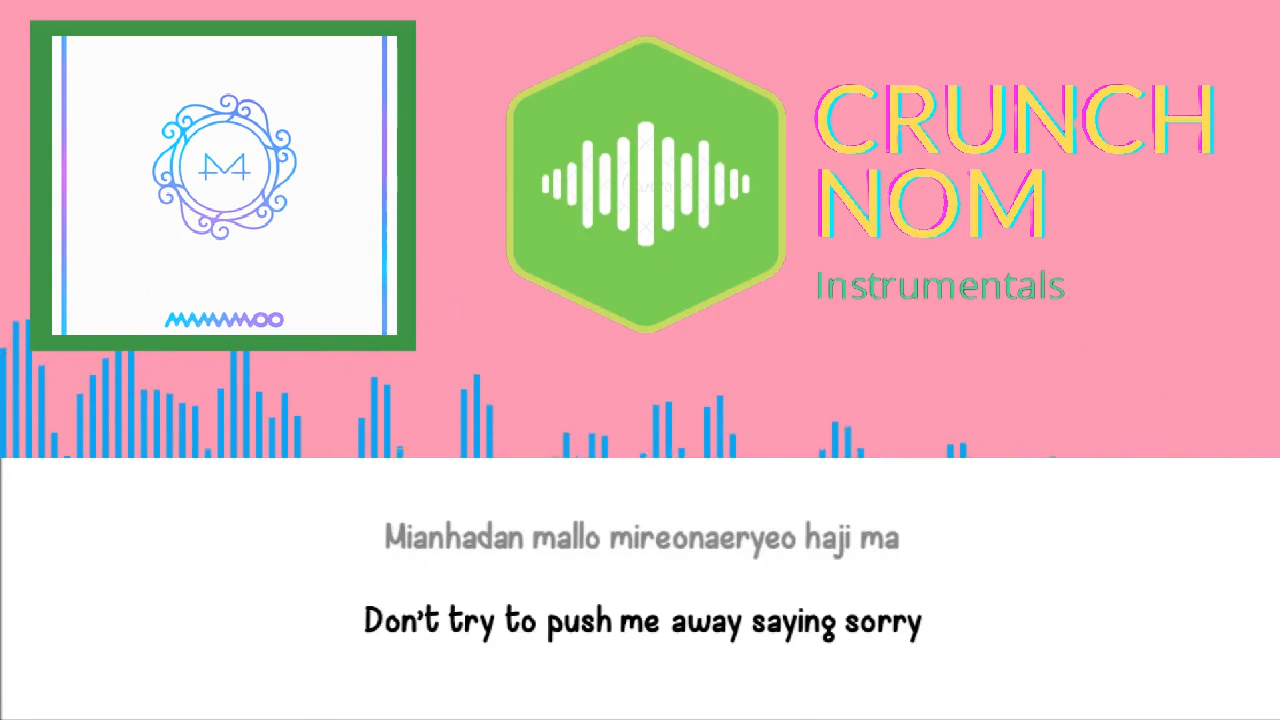 MAMAMOO
CRUNCH
NOM
Instrumentals
Mianhadan mallo mireonaeryeo haji ma
Don't try to push me away saying sorry